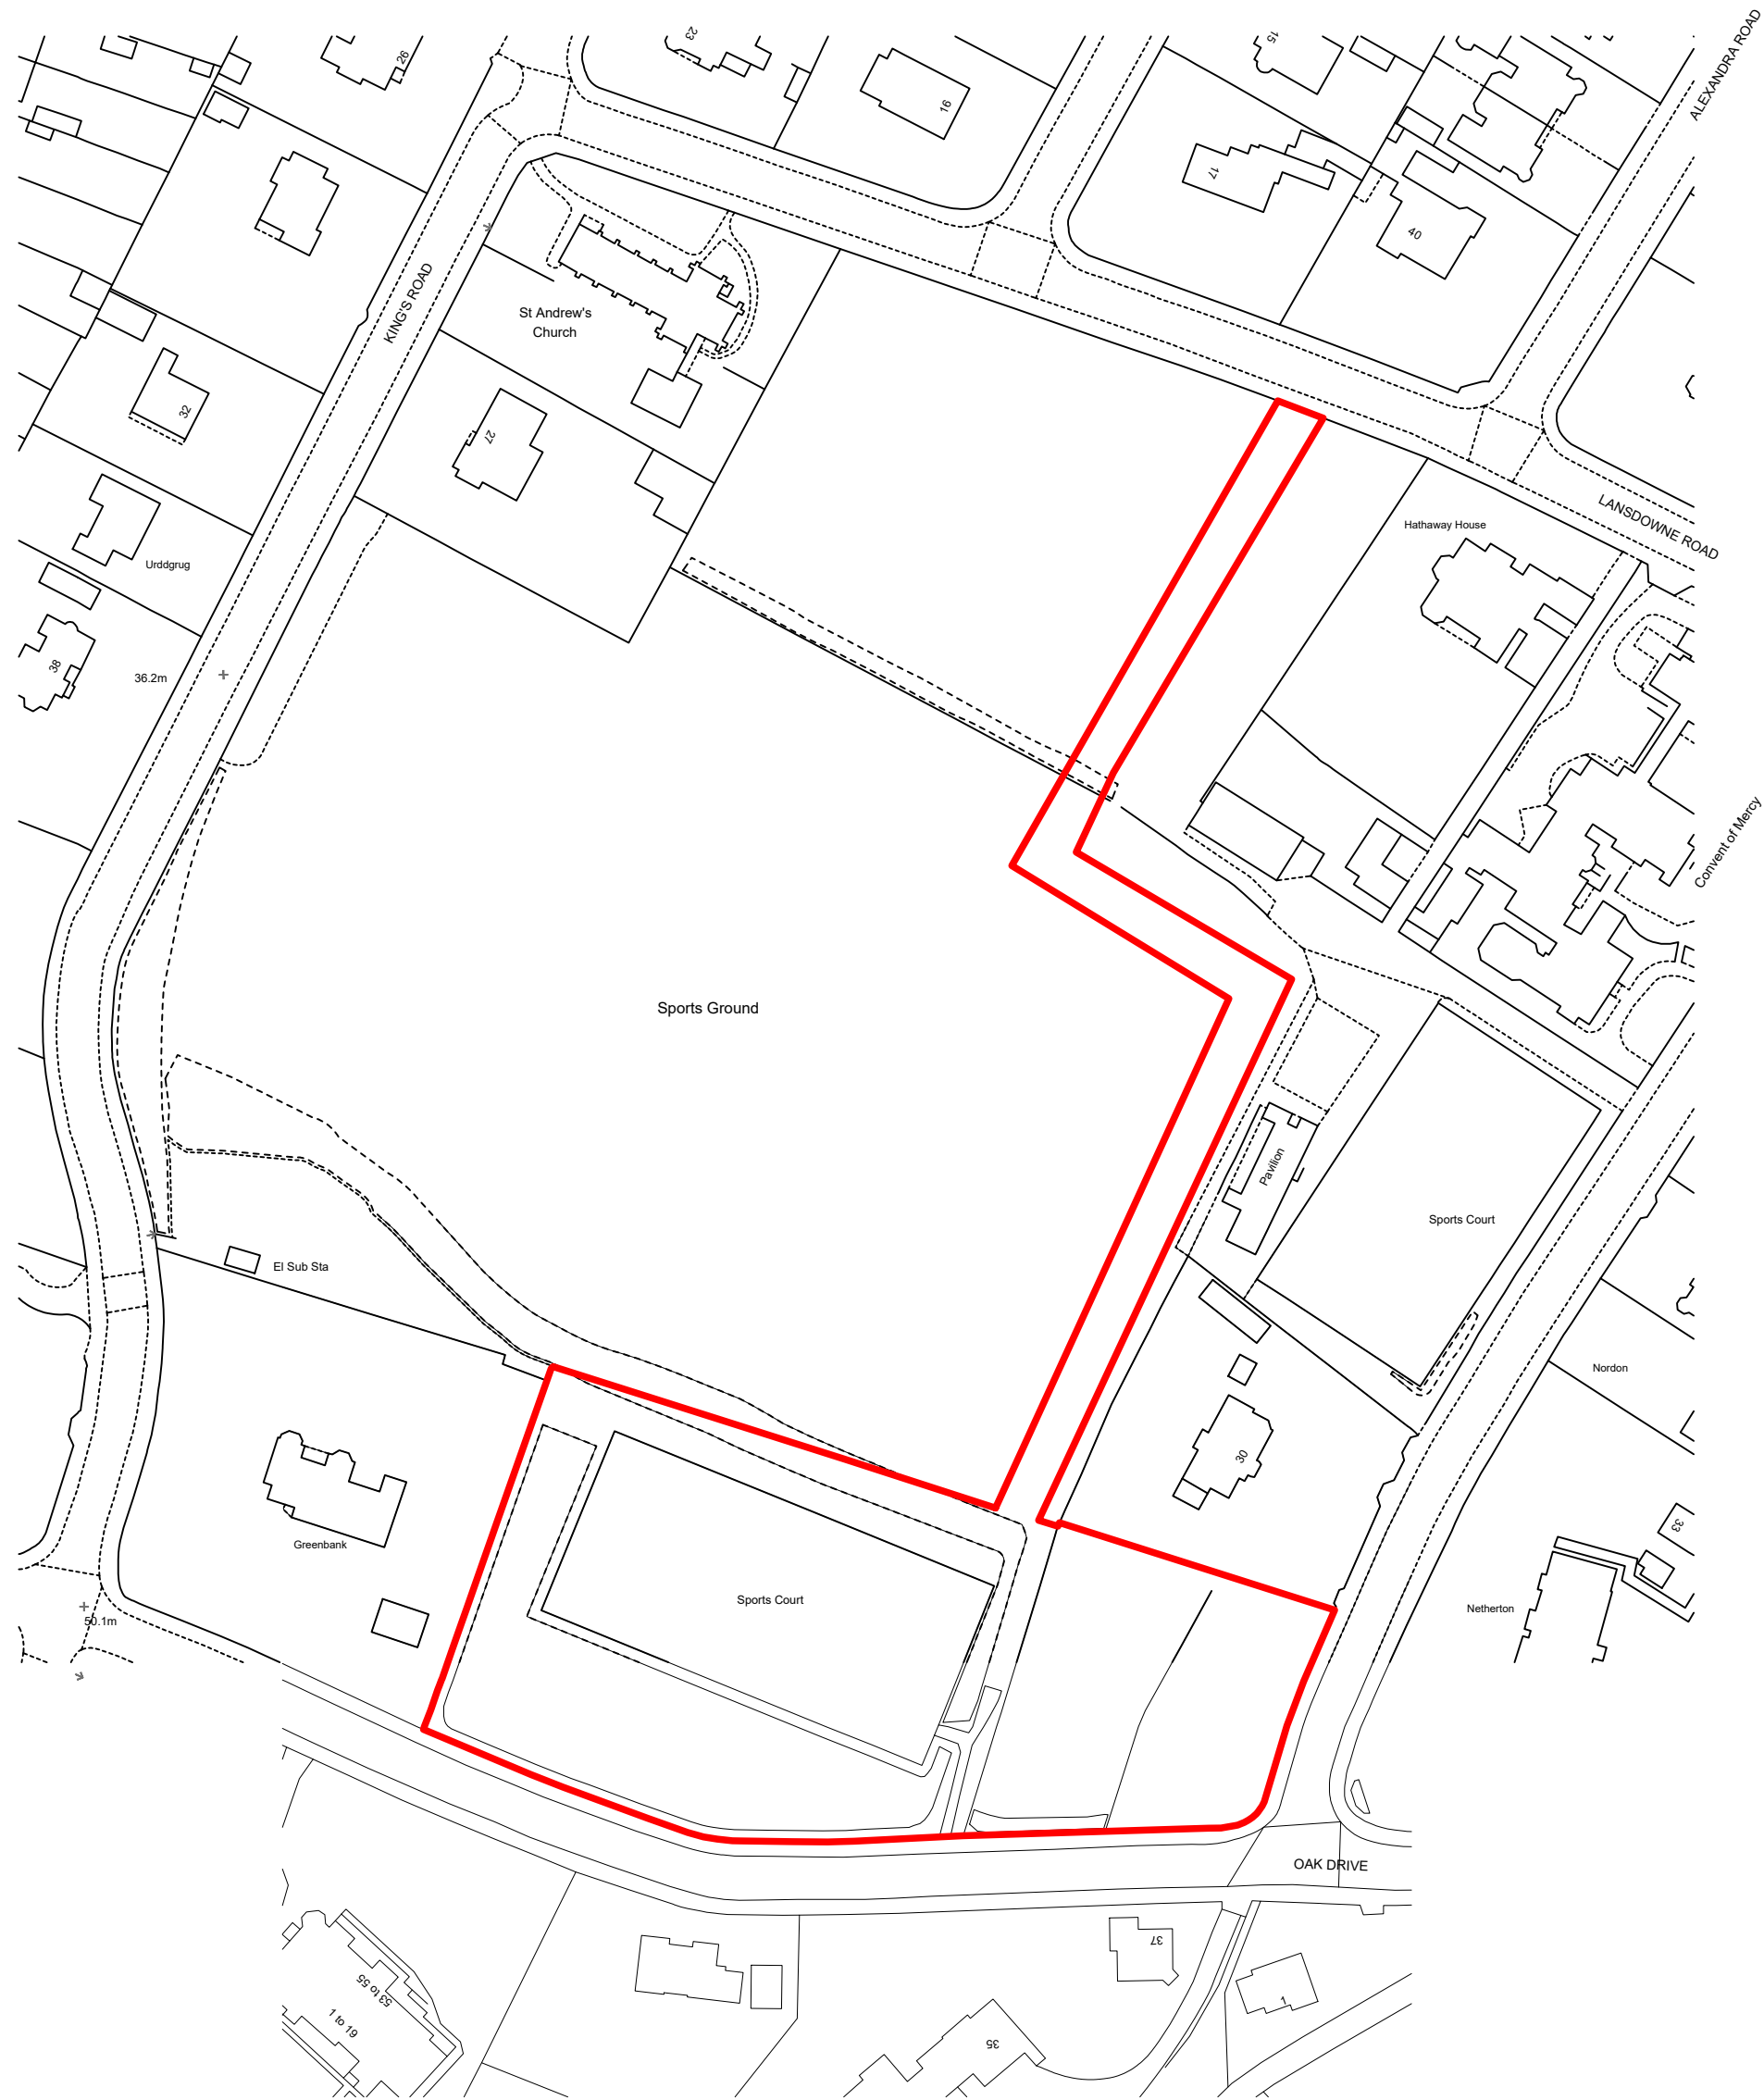 26
23
16
15
ALEXANDRA ROAD
17
40
KING'S ROAD
St Andrew's
Church
32
27
LANSDOWNE ROAD
Hathaway House
Urddgrug
38
36.2m
Convent of Mercy
Sports Ground
Pavilion
Sports Court
El Sub Sta
Nordon
30
33
Greenbank
Sports Court
Netherton
50.1m
OAK DRIVE
37
53 to 55
1 to 19
1
35